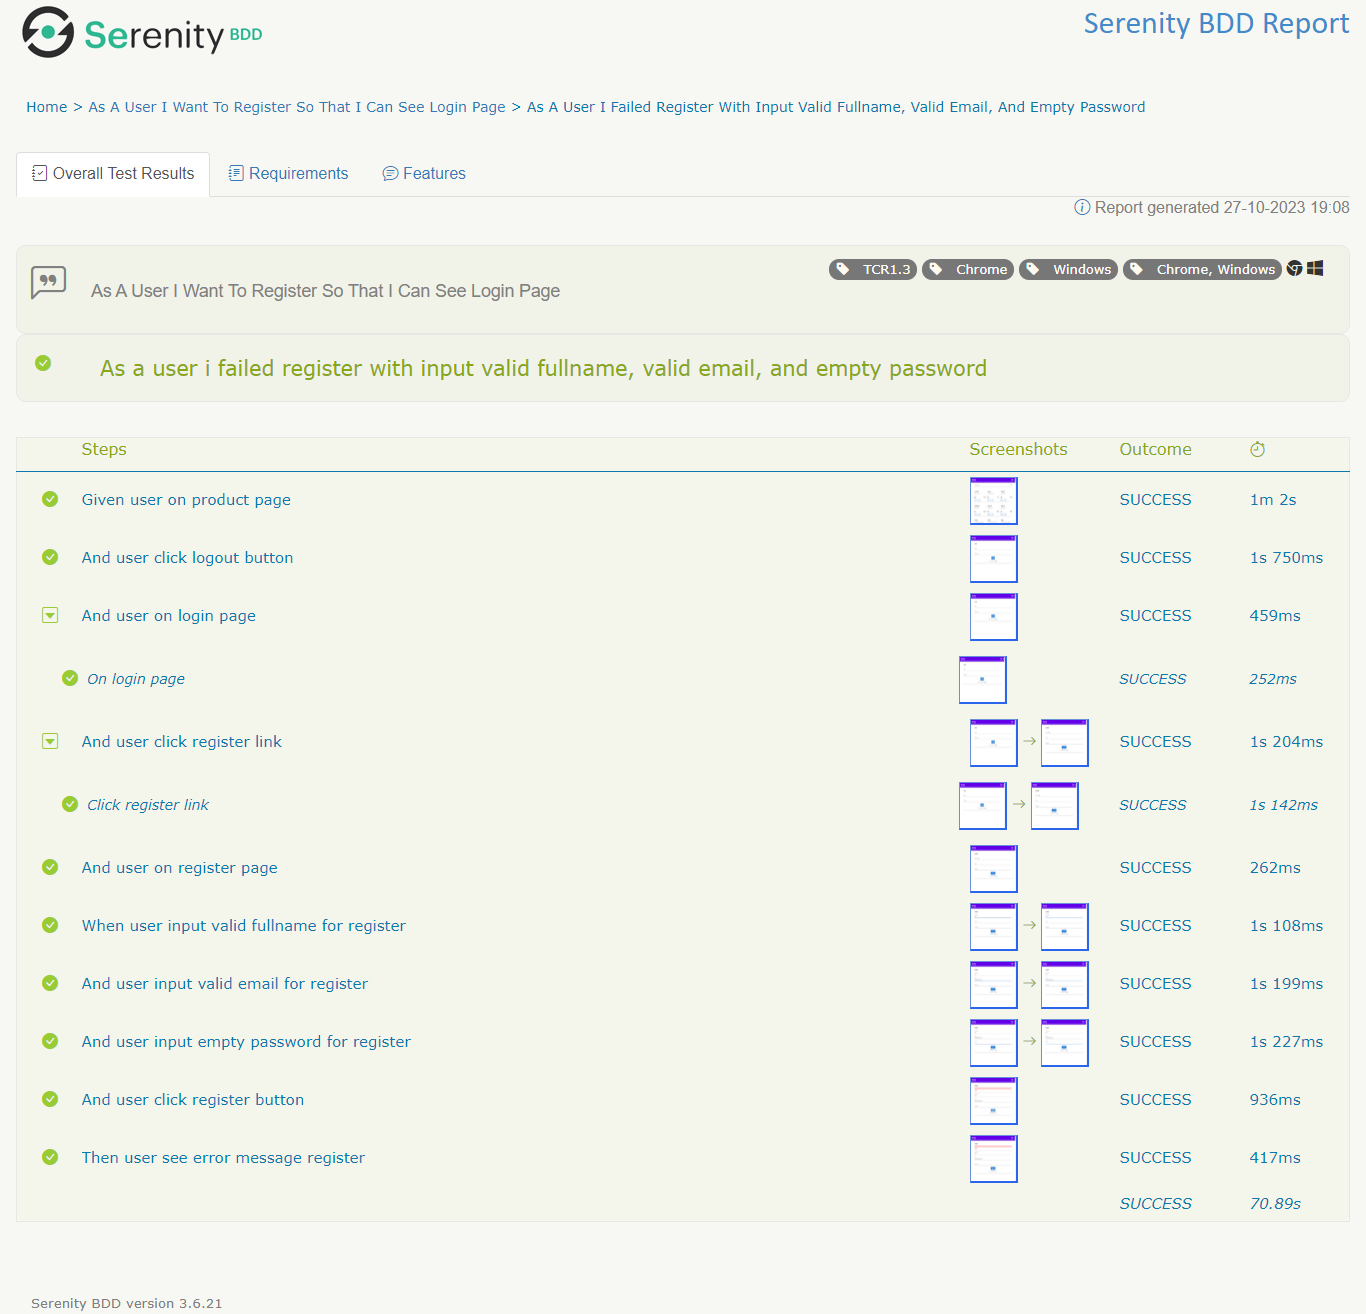 Serenity BDD
Serenity BDD Report
Home > As A User I Want To Register So That I Can See Login Page > As A User I Failed Register With Input Valid Fullname, Valid Email, And Empty Password
Overall Test Results Requirements Features
Report generated 27-10-2023 19:08
TCR1.3 Chrome Windows Chrome, Windows
As A User I Want To Register So That I Can See Login Page
As a user i failed register with input valid fullname, valid email, and empty password
Steps Screenshots Outcome
Given user on product page SUCCESS 1m 2s
And user click logout button SUCCESS 1s 750ms
And user on login page SUCCESS 459ms
On login page SUCCESS 252ms
And user click register link SUCCESS 1s 204ms
Click register link SUCCESS 1s 142ms
And user on register page SUCCESS 262ms
When user input valid fullname for register SUCCESS 1s 108ms
And user input valid email for register SUCCESS 1s 199ms
And user input empty password for register SUCCESS 1s 227ms
And user click register button SUCCESS 936ms
Then user see error message register SUCCESS 417ms
SUCCESS 70.89s
Serenity BDD version 3.6.21